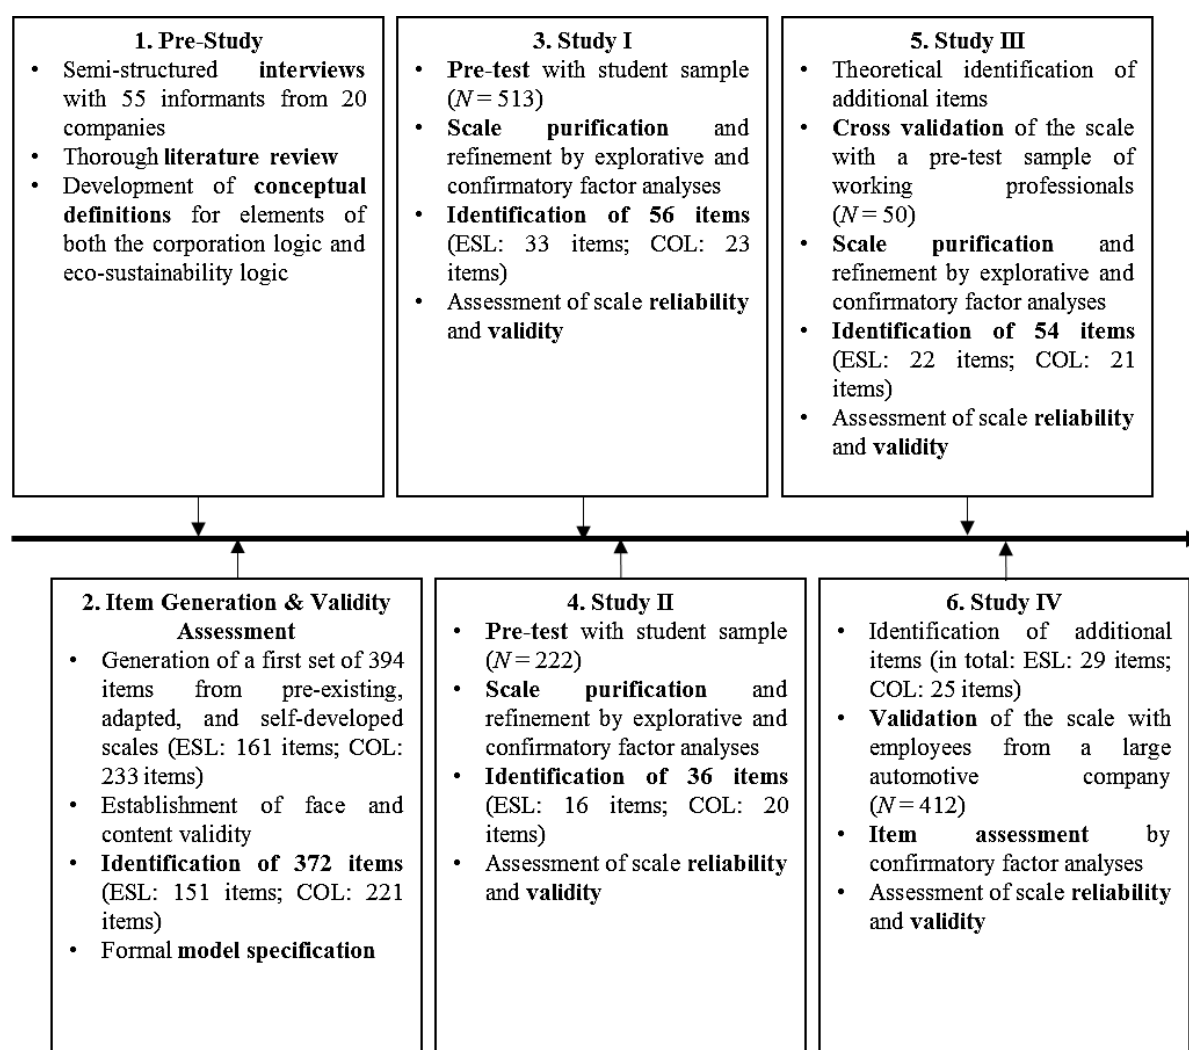 1. Pre-Study
• Semi-structured interviews
with 55 informants from 20
companies
• Thorough literature review
• Development of conceptual
definitions for elements of
both the corporation logic and
eco-sustainability logic
2. Item Generation & Validity
Assessment
• Generation of a first set of 394
items from pre-existing,
adapted, and self-developed
scales (ESL: 161 items; COL:
233 items)
• Establishment of face and
content validity
• Identification of 372 items
(ESL: 151 items; COL: 221
items)
• Formal model specification
3. Study I
• Pre-test with student sample
(N = 513)
• Scale purification and
refinement by explorative and
confirmatory factor analyses
• Identification of 56 items
(ESL: 33 items; COL: 23
items)
• Assessment of scale reliability
and validity
4. Study II
• Pre-test with student sample
(N = 222)
• Scale purification and
refinement by explorative and
confirmatory factor analyses
• Identification of 36 items
(ESL: 16 items; COL: 20
items)
• Assessment of scale reliability
and validity
5. Study III
• Theoretical identification of
additional items
• Cross validation of the scale
with a pre-test sample of
working professionals
(N = 50)
• Scale purification and
refinement by explorative and
confirmatory factor analyses
• Identification of 54 items
(ESL: 22 items; COL: 21
items)
• Assessment of scale reliability
and validity
6. Study IV
• Identification of additional
items (in total: ESL: 29 items;
COL: 25 items)
• Validation of the scale with
employees from a large
automotive company
(N = 412)
• Item assessment by
confirmatory factor analyses
• Assessment of scale reliability
and validity